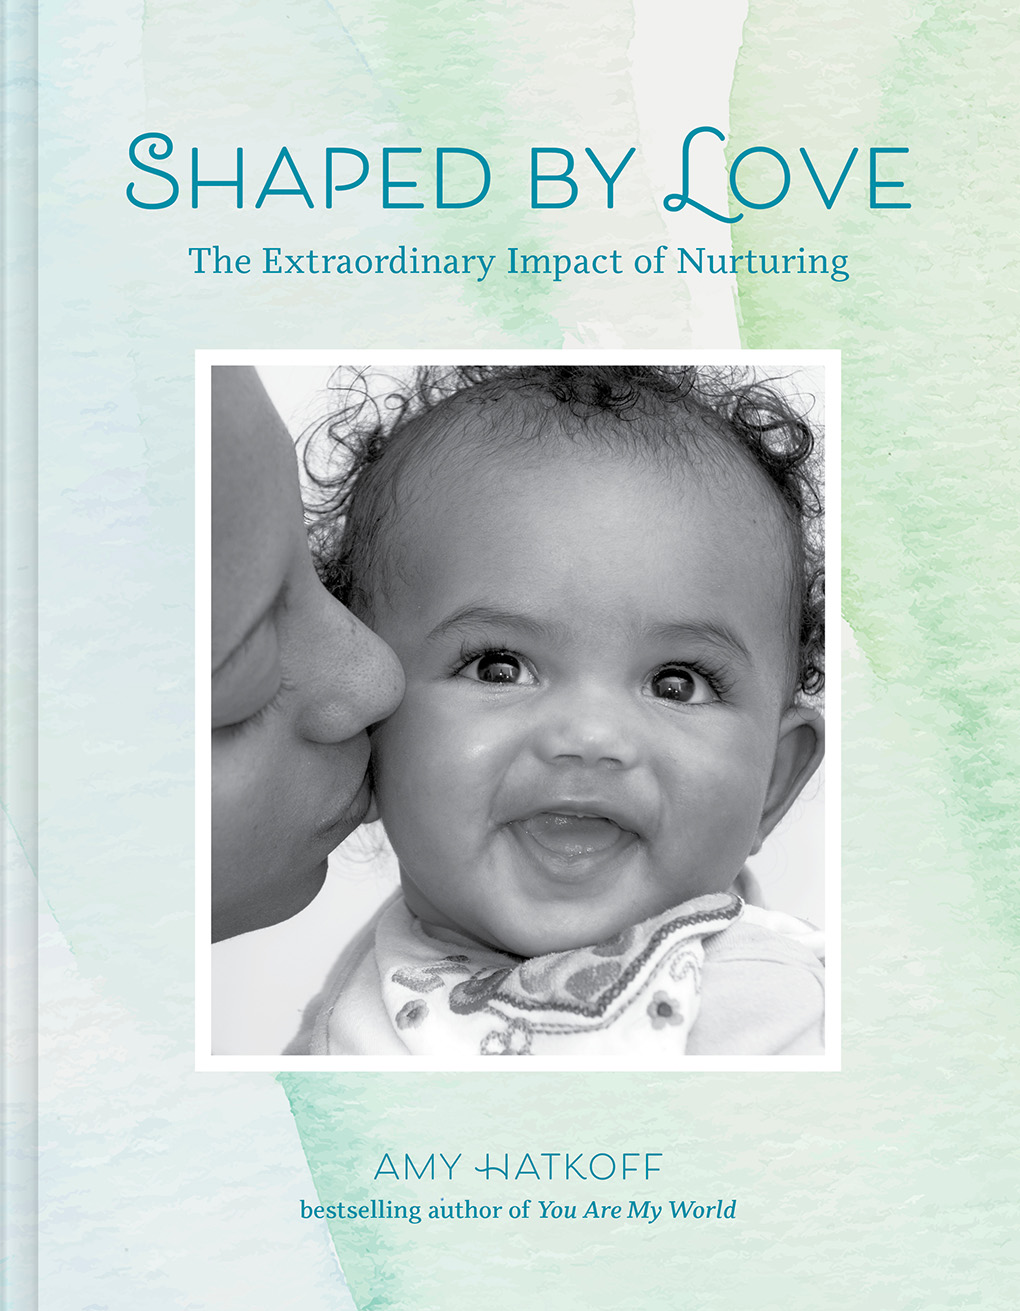 SHAPED BY LOVE
The Extraordinary Impact of Nurturing
AMY HATKOFF
bestselling author of You Are My World